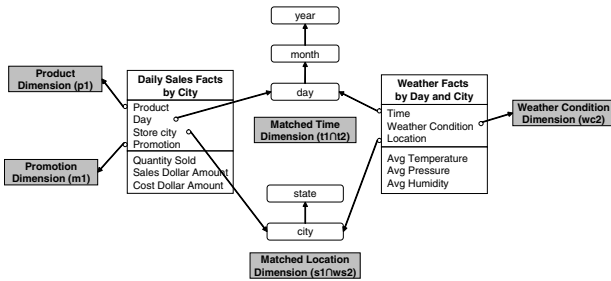 year
month
day
Matched Time
Dimension (t1∩t2)
Product
Dimension (p1)
Promotion
Dimension (m1)
Daily Sales Facts
by City
Product
Day
Store city
Promotion
Quantity Sold
Sales Dollar Amount
Cost Dollar Amount
Weather Facts
by Day and City
Time
Weather Condition
Location
Avg Temperature
Avg Pressure
Avg Humidity
Weather Condition
Dimension (wc2)
state
city
Matched Location
Dimension (s1∩ws2)